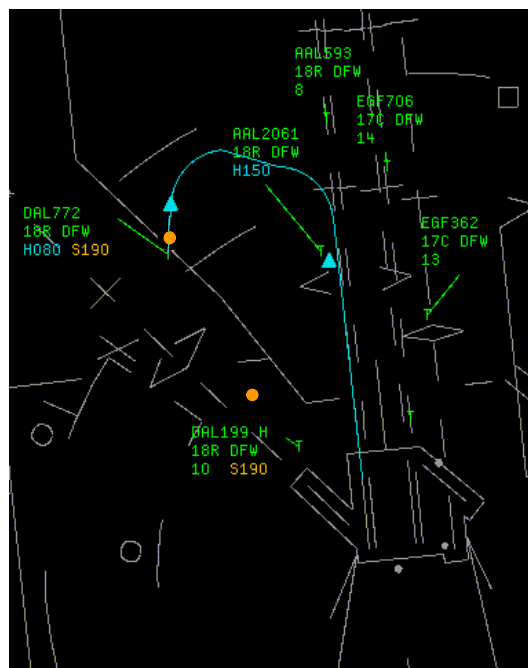 AAL593
18R DFW
8
EGF706
17C DFW
14
AAL2061
18R DFW
H150
DAL772
18R DFW
H080 S190
EGF362
17C DFW
13
DAL199 H
18R DFW
10 S190